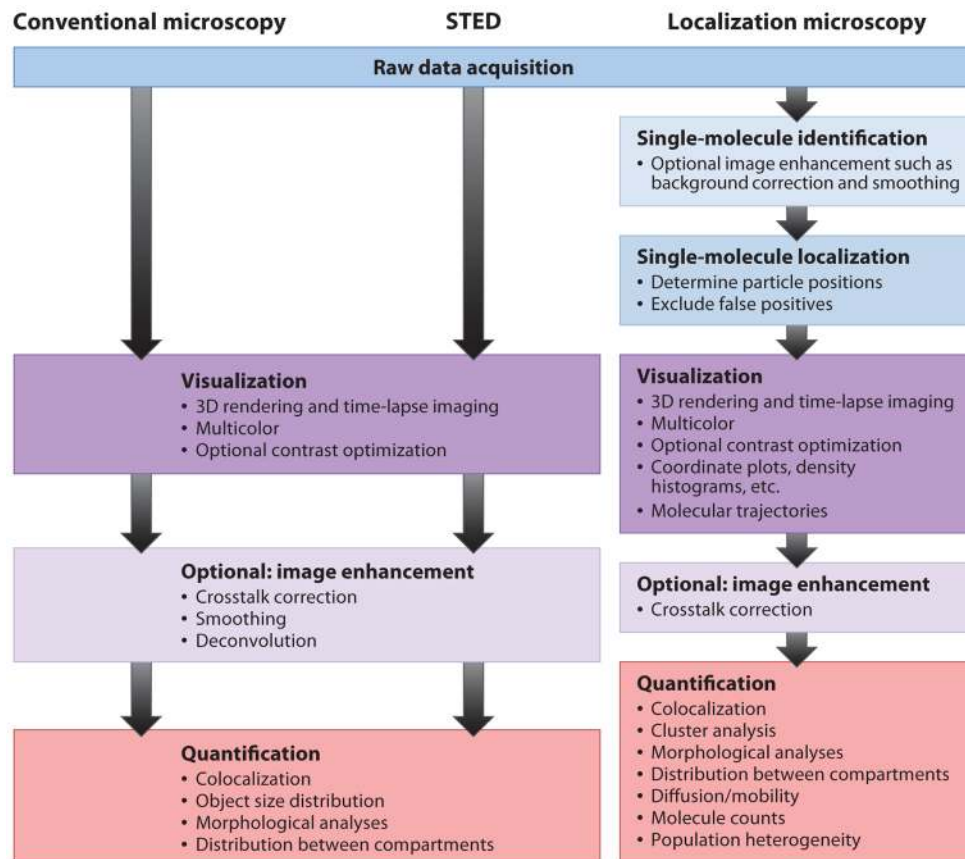 Conventional microscopy
STED
Localization microscopy
Raw data acquisition
Single-molecule identification
• Optional image enhancement such as
background correction and smoothing
Single-molecule localization
• Determine particle positions
• Exclude false positives
Visualization
• 3D rendering and time-lapse imaging
• Multicolor
• Optional contrast optimization
Visualization
• 3D rendering and time-lapse imaging
• Multicolor
• Optional contrast optimization
• Coordinate plots, density
histograms, etc.
• Molecular trajectories
Optional: image enhancement
• Crosstalk correction
• Smoothing
• Deconvolution
Optional: image enhancement
• Crosstalk correction
Quantification
• Colocalization
• Object size distribution
• Morphological analyses
• Distribution between compartments
Quantification
• Colocalization
• Cluster analysis
• Morphological analyses
• Distribution between compartments
• Diffusion/mobility
• Molecule counts
• Population heterogeneity